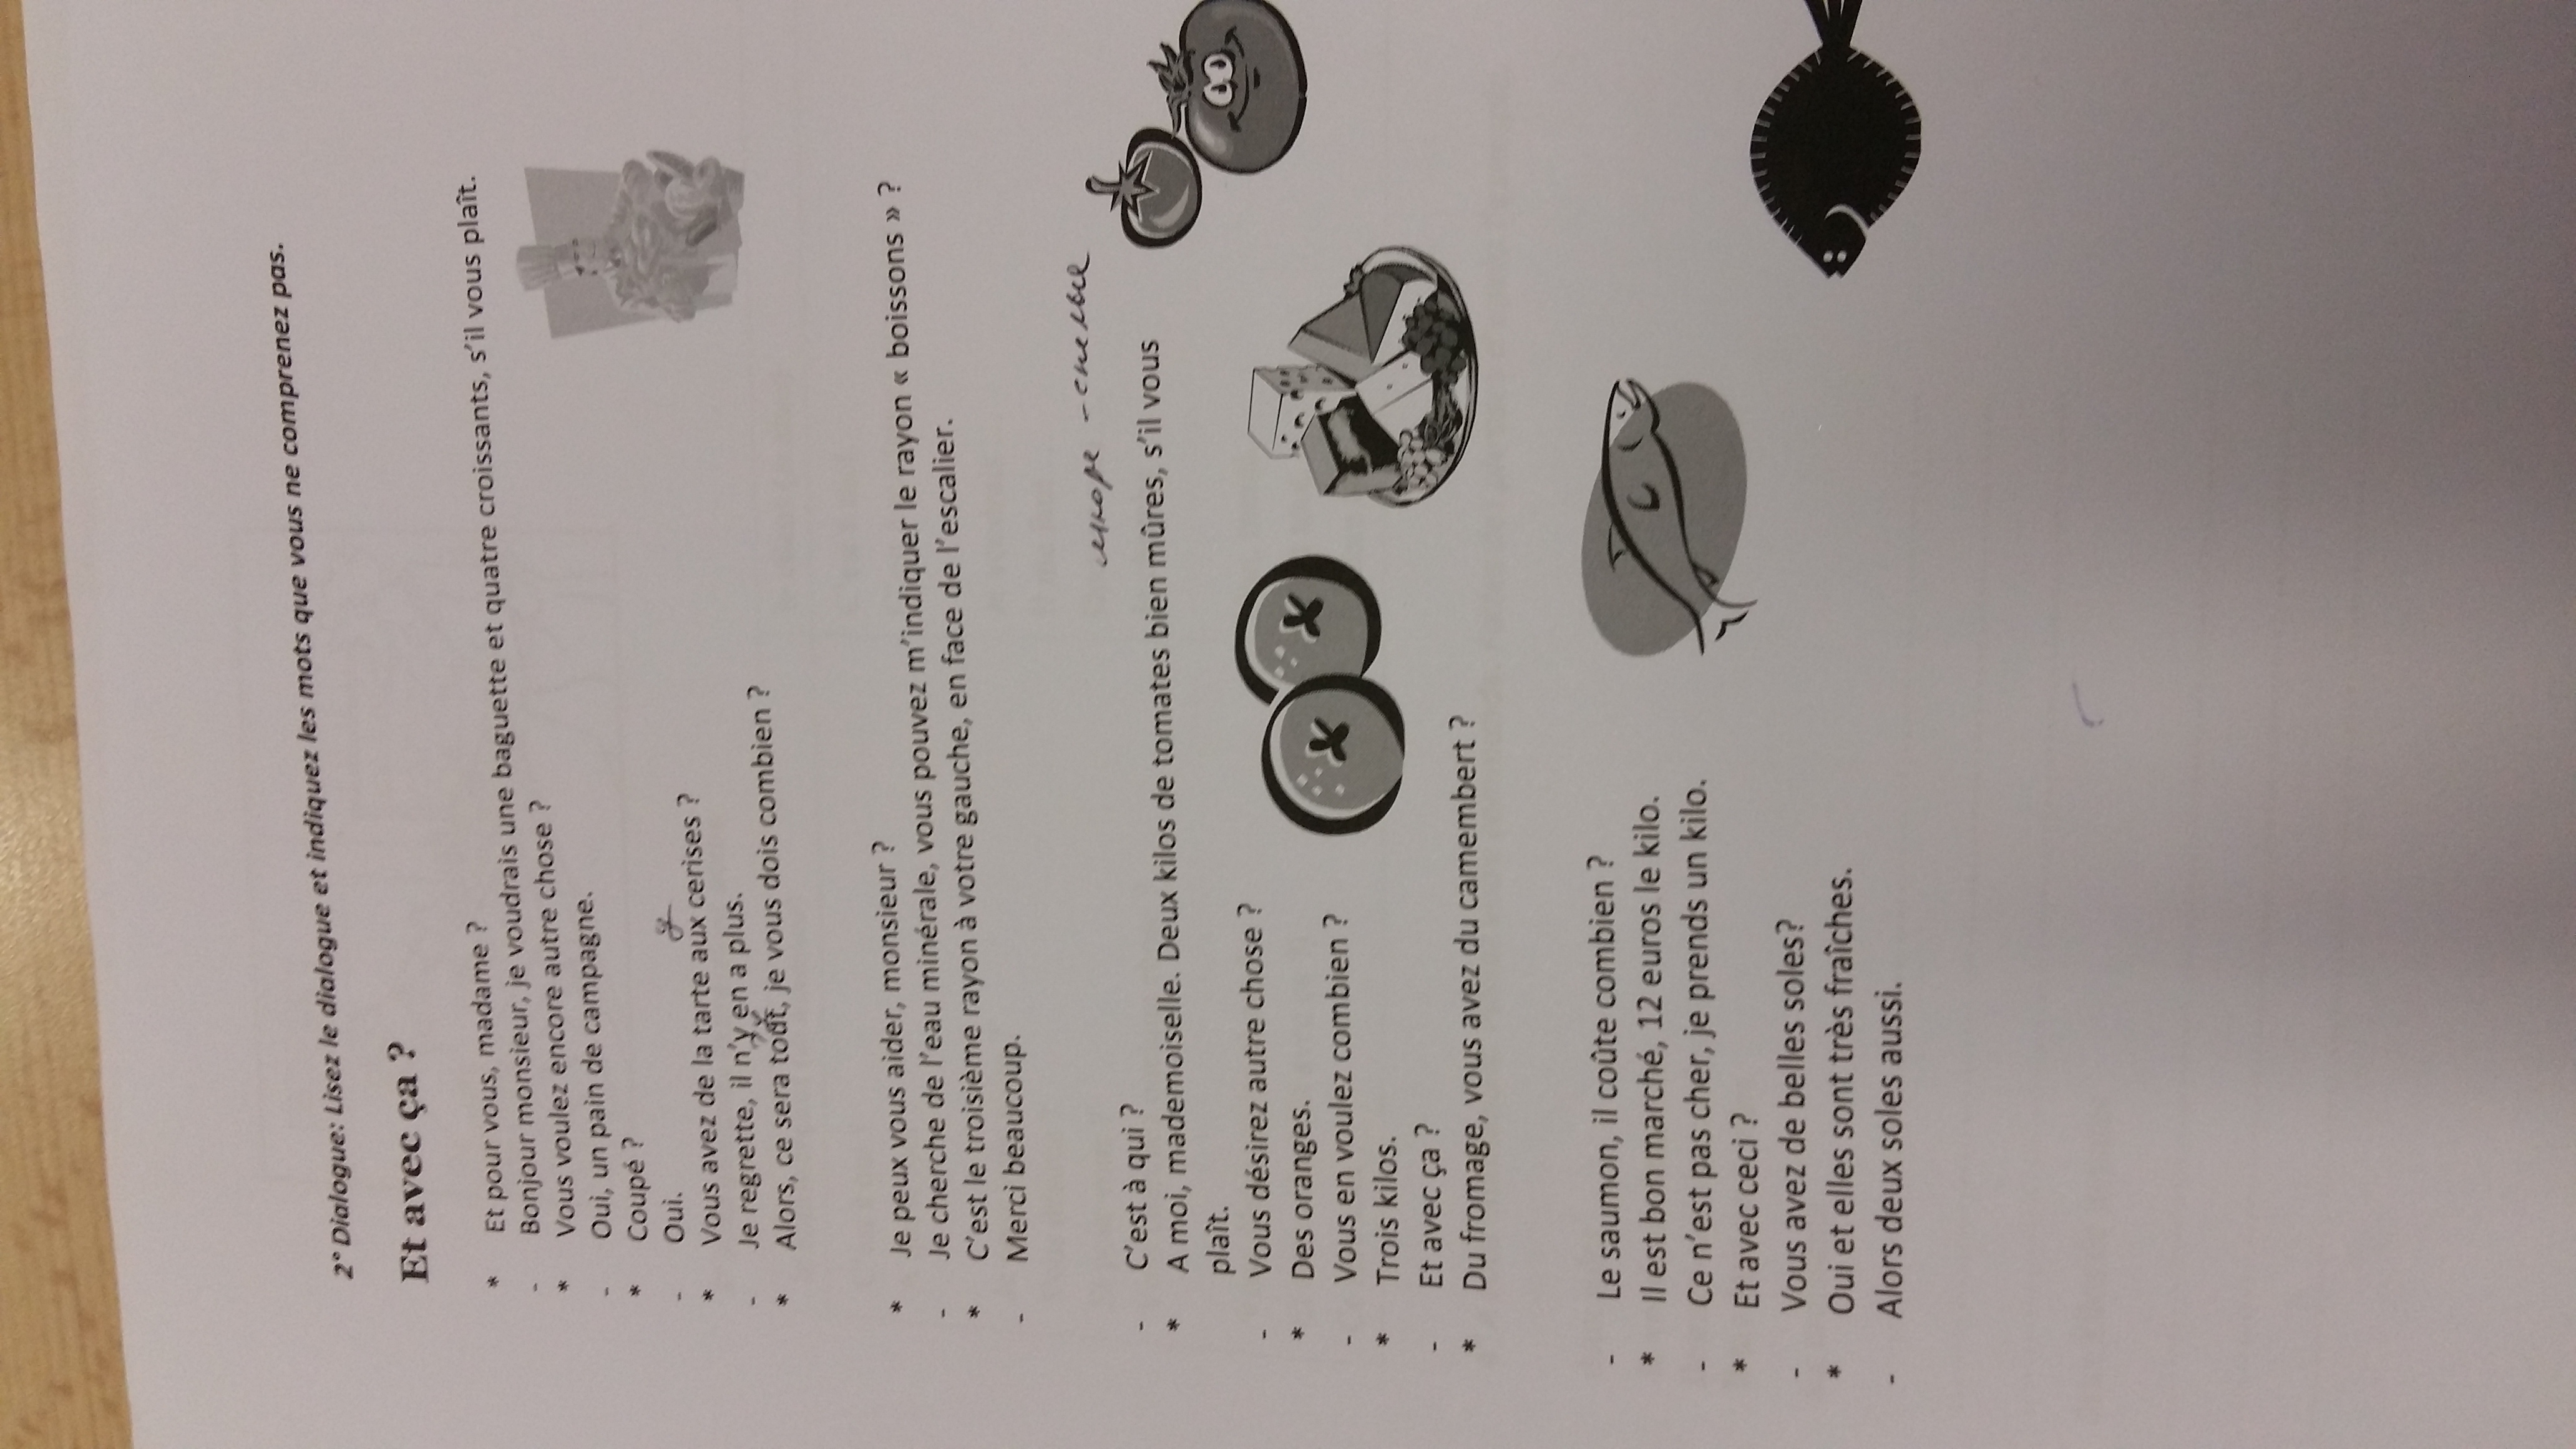 2° Dialogue: Lisez le dialogue et indiquez les mots que vous ne comprenez pas.
Et avec ça ?
* Et pour vous, madame ?
- Bonjour monsieur, je voudrais une baguette et quatre croissants, s'il vous plaît.
* Vous voulez encore autre chose ?
- Oui, un pain de campagne.
* Coupé ?
- Oui.
* Vous avez de la tarte aux cerises ?
- Je regrette, il n'y en a plus.
* Alors, ce sera tout, je vous dois combien ?
* Je peux vous aider, monsieur ?
- Je cherche de l'eau minérale, vous pouvez m'indiquer le rayon « boissons » ?
* C'est le troisième rayon à votre gauche, en face de l'escalier.
- Merci beaucoup.
- спелые
- C'est à qui ?
* A moi, mademoiselle. Deux kilos de tomates bien mûres, s'il vous
plaît.
- Vous désirez autre chose ?
* Des oranges.
- Vous en voulez combien ?
* Trois kilos.
- Et avec ça ?
* Du fromage, vous avez du camembert ?
- Le saumon, il coûte combien ?
* Il est bon marché, 12 euros le kilo.
- Ce n'est pas cher, je prends un kilo.
* Et avec ceci ?
- Vous avez de belles soles?
* Oui et elles sont très fraîches.
- Alors deux soles aussi.